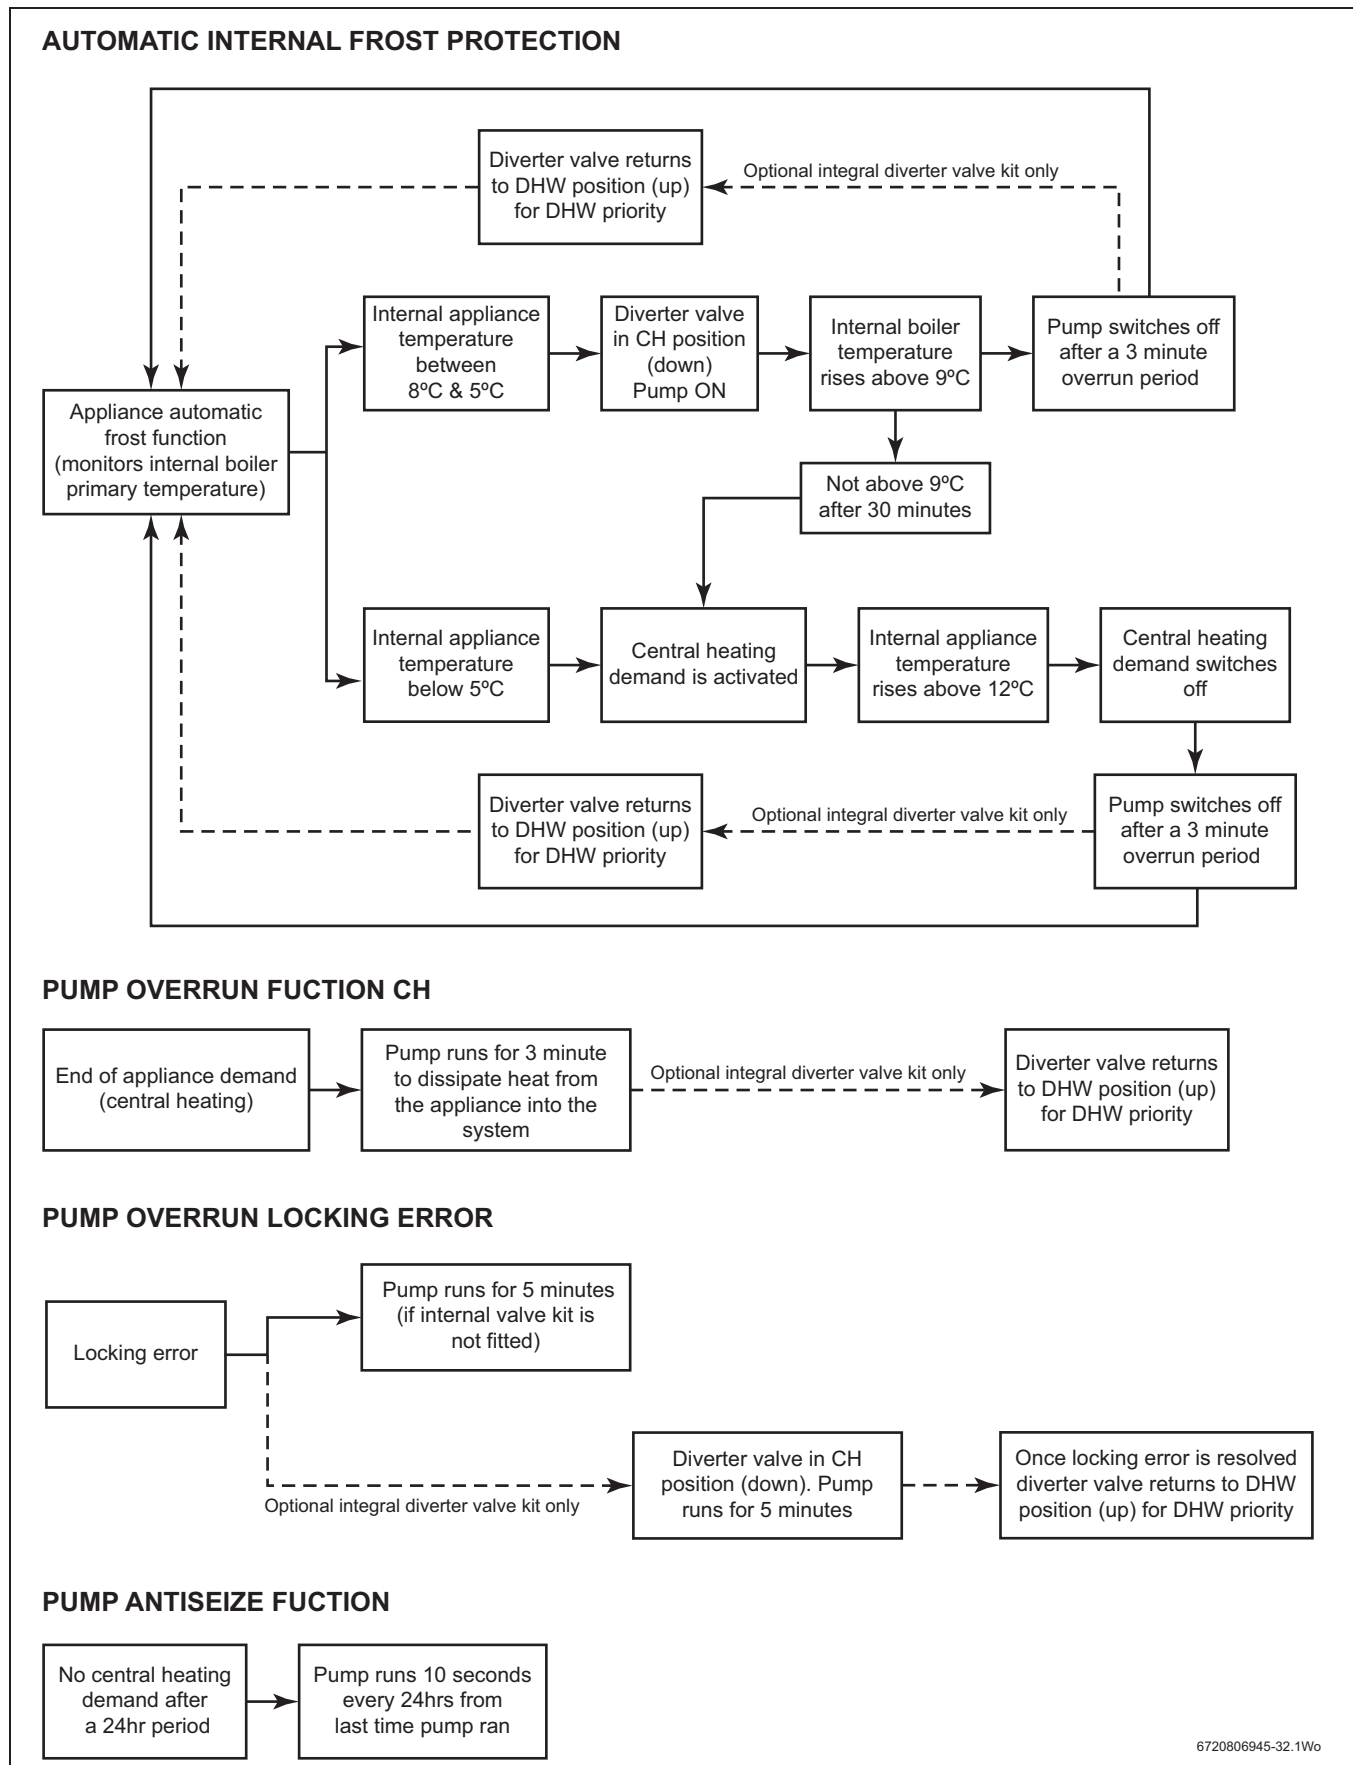 AUTOMATIC INTERNAL FROST PROTECTION
Diverter valve returns
to DHW position (up)
for DHW priority
Optional integral diverter valve kit only
Internal appliance
temperature
between
8ºC & 5ºC
Diverter valve
in CH position
(down)
Pump ON
Internal boiler
temperature
rises above 9ºC
Pump switches off
after a 3 minute
overrun period
Appliance automatic
frost function
(monitors internal boiler
primary temperature)
Not above 9ºC
after 30 minutes
Internal appliance
temperature
below 5ºC
Central heating
demand is activated
Internal appliance
temperature
rises above 12ºC
Central heating
demand switches
off
Diverter valve returns
to DHW position (up)
for DHW priority
Optional integral diverter valve kit only
Pump switches off
after a 3 minute
overrun period
PUMP OVERRUN FUCTION CH
End of appliance demand
(central heating)
Pump runs for 3 minute
to dissipate heat from
the appliance into the
system
Optional integral diverter valve kit only
Diverter valve returns
to DHW position (up)
for DHW priority
PUMP OVERRUN LOCKING ERROR
Locking error
Pump runs for 5 minutes
(if internal valve kit is
not fitted)
Optional integral diverter valve kit only
Diverter valve in CH
position (down). Pump
runs for 5 minutes
Once locking error is resolved
diverter valve returns to DHW
position (up) for DHW priority
PUMP ANTISEIZE FUCTION
No central heating
demand after
a 24hr period
Pump runs 10 seconds
every 24hrs from
last time pump ran
6720806945-32.1Wo